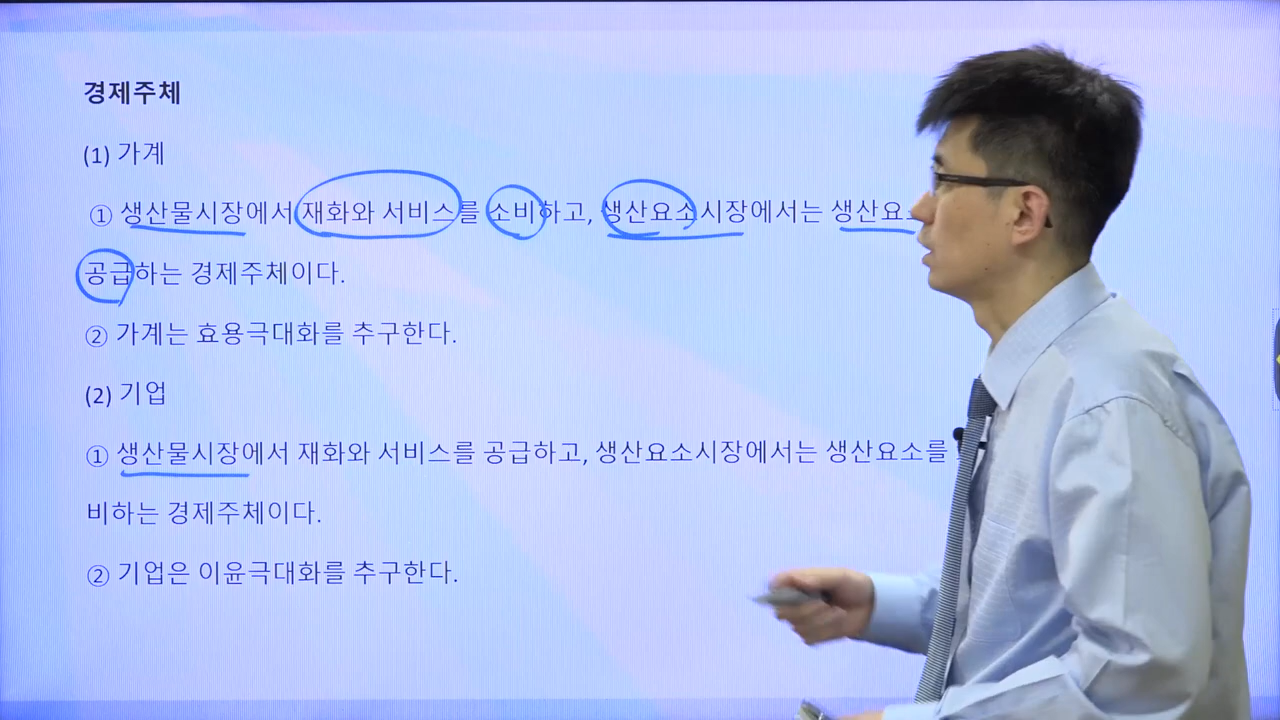 경제주체
(1) 가계
① 생산물시장에서 재화와 서비스를 소비하고, 생산요소시장에서는
공급하는 경제주체이다.
② 가계는 효용극대화를 추구한다.
(2) 기업
① 생산물시장에서 재화와 서비스를 공급하고, 생산요소시장에서는 생산요소를
비하는 경제주체이다.
② 기업은 이윤극대화를 추구한다.